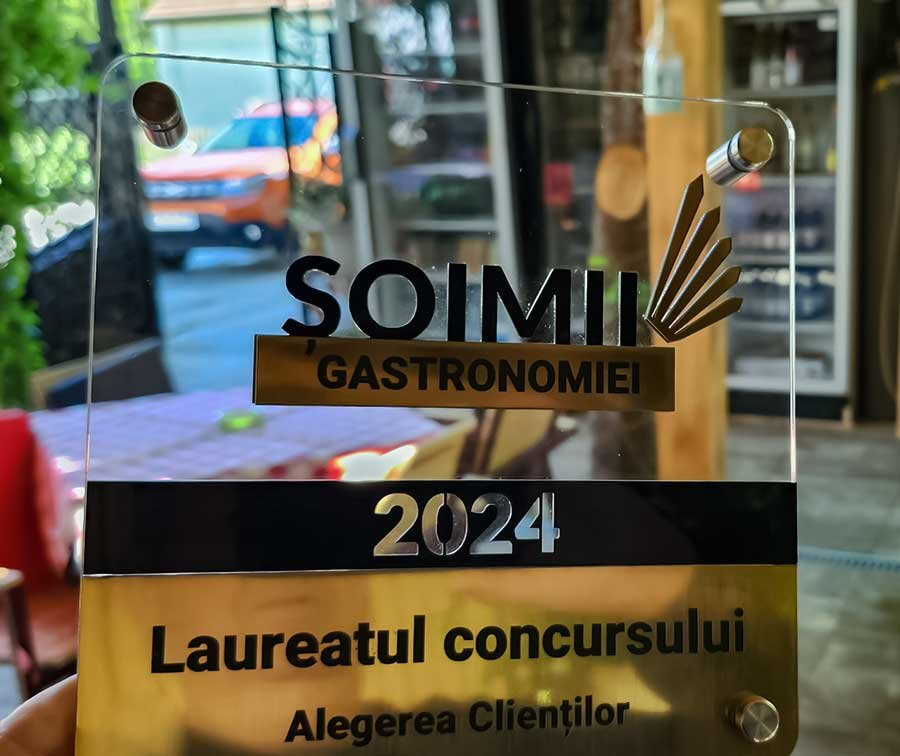 ȘOIMII
GASTRONOMIEI
2024
Laureatul concursului
Alegerea Clienților